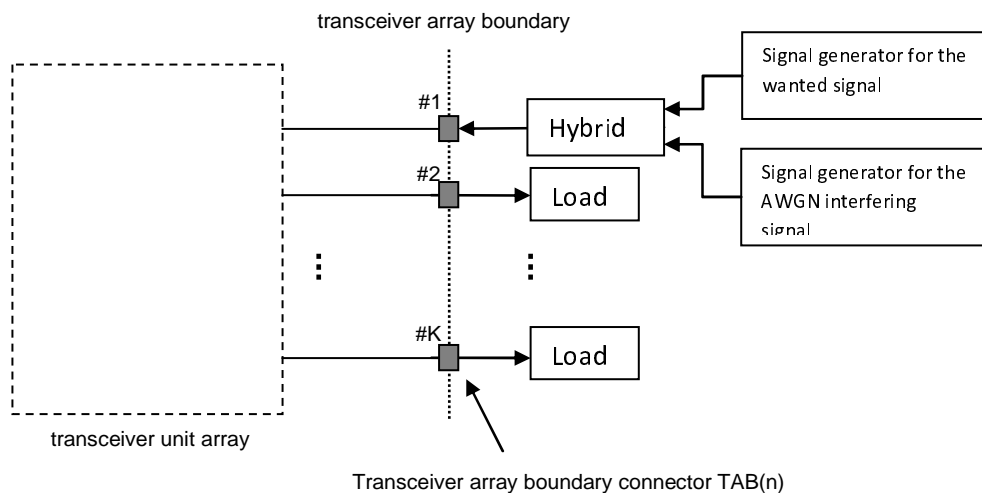 transceiver array boundary
Signal generator for the
wanted signal
#1
Hybrid
#2
Load
Signal generator for the
AWGN interfering
signal
#K
Load
transceiver unit array
Transceiver array boundary connector TAB(n)